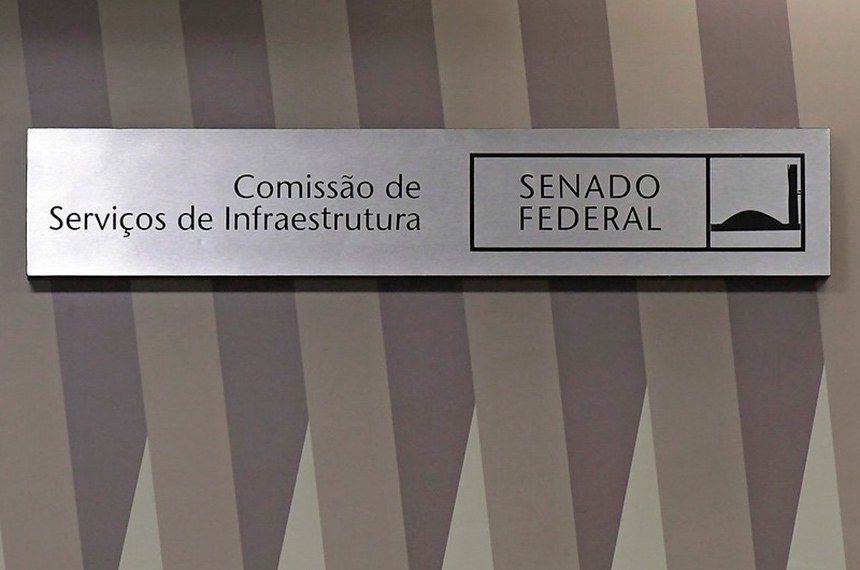 Comissão de
Serviços de Infraestrutura
SENADO
FEDERAL